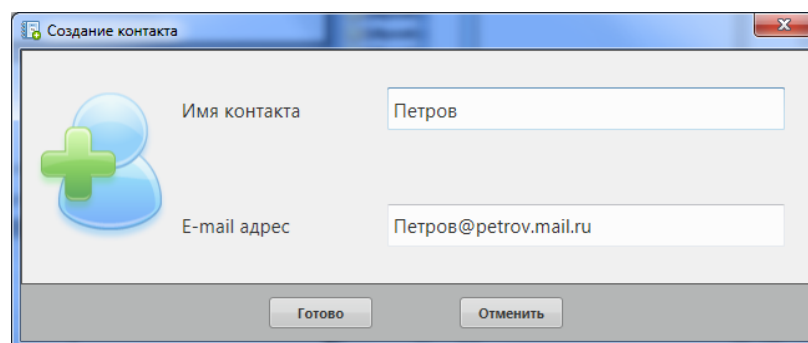 Создание контакта
Имя контакта
Петров
E-mail адрес
Петров@petrov.mail.ru
Готово
Отменить